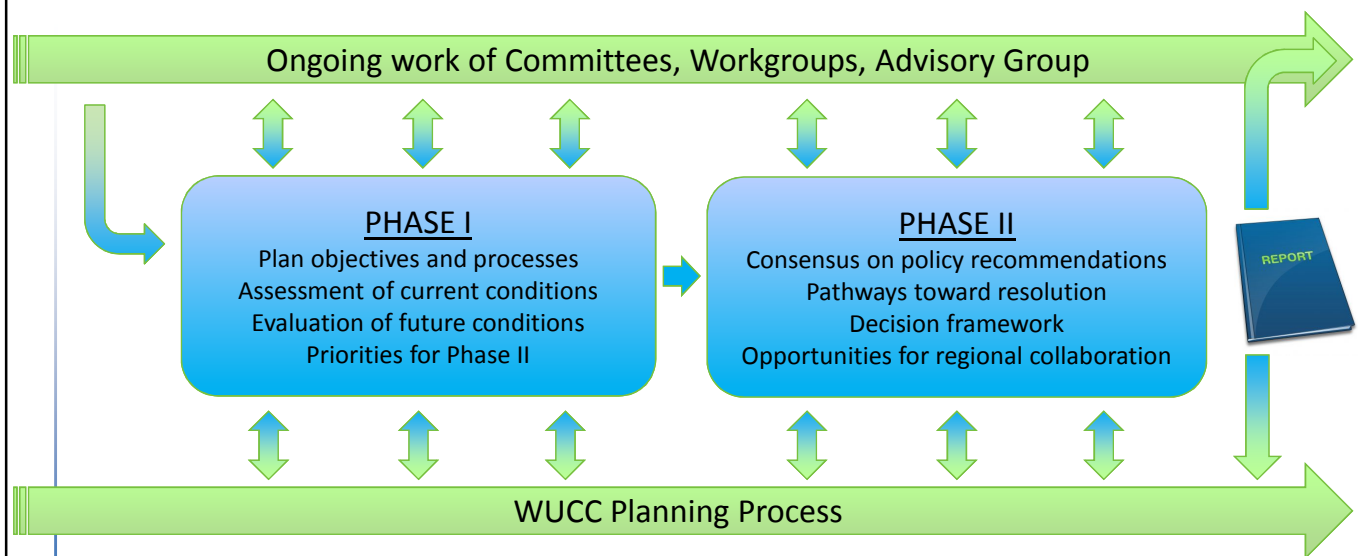 Ongoing work of Committees, Workgroups, Advisory Group
PHASE I
Plan objectives and processes
Assessment of current conditions
Evaluation of future conditions
Priorities for Phase II
PHASE II
Consensus on policy recommendations
Pathways toward resolution
Decision framework
Opportunities for regional collaboration
REPORT
WUCC Planning Process